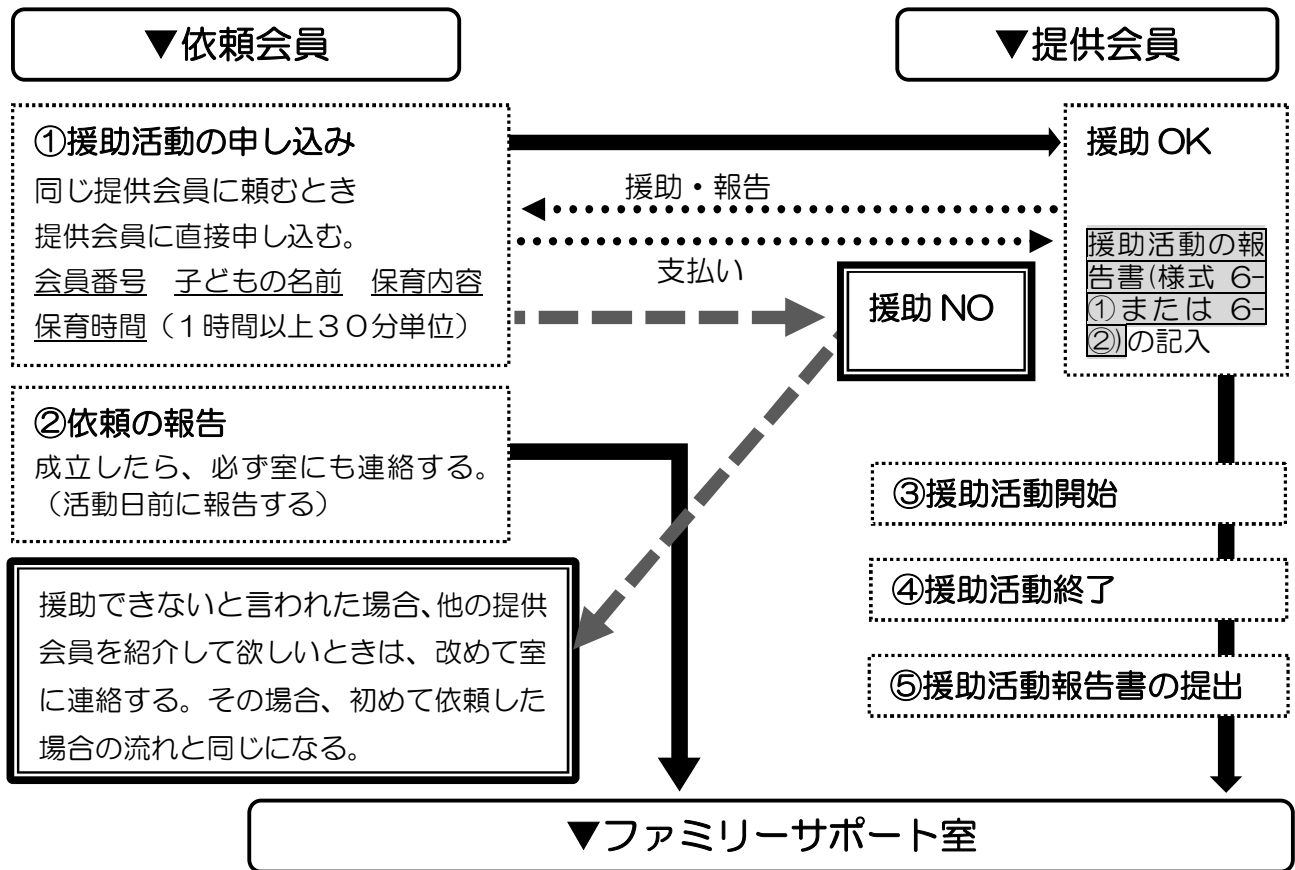 ▼依頼会員
▼提供会員
①援助活動の申し込み
同じ提供会員に頼むとき
提供会員に直接申し込む。
会員番号　子どもの名前　保育内容
保育時間（１時間以上３０分単位）
援助・報告
支払い
援助 NO
援助 OK
援助活動の報
告書(様式 6-
①または 6-
②)の記入
②依頼の報告
成立したら、必ず室にも連絡する。
（活動日前に報告する）
③援助活動開始
④援助活動終了
⑤援助活動報告書の提出
援助できないと言われた場合、他の提供
会員を紹介して欲しいときは、改めて室
に連絡する。その場合、初めて依頼した
場合の流れと同じになる。
▼ファミリーサポート室